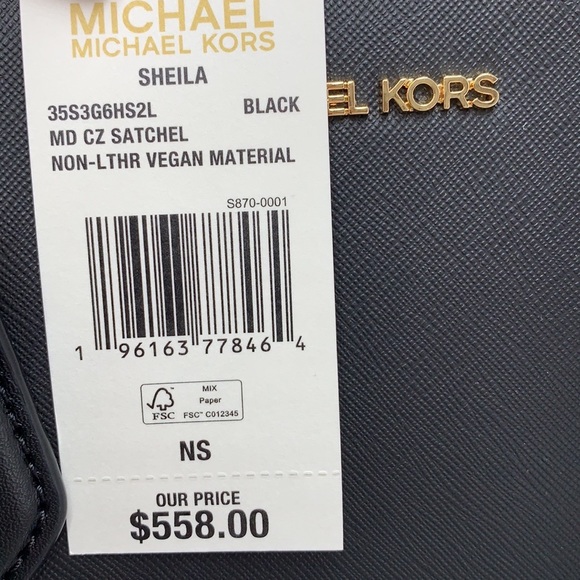 MICHAEL
MICHAEL KORS
SHEILA
35S3G6HS2L BLACK
MD CZ SATCHEL
NON-LTHR VEGAN MATERIAL
S870-0001
1 96163 77846 4
FSC
MIX
Paper
FSC™ C012345
NS
OUR PRICE
$558.00
EL KORS